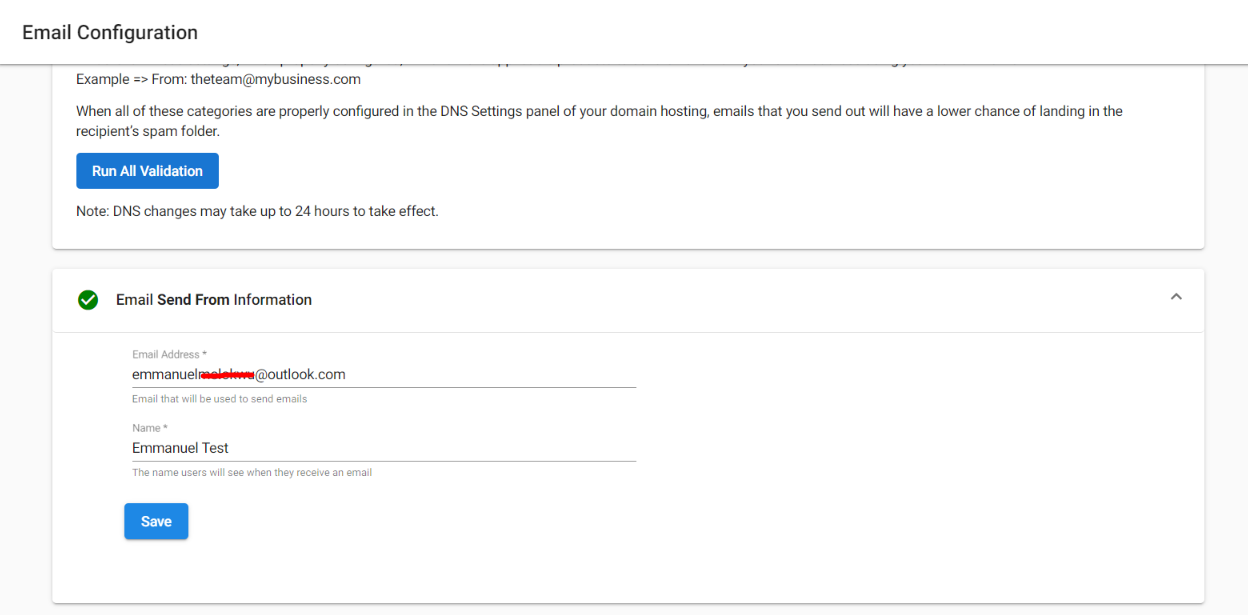 Email Configuration
Example => From: theteam@mybusiness.com
When all of these categories are properly configured in the DNS Settings panel of your domain hosting, emails that you send out will have a lower chance of landing in the
recipient's spam folder.
Run All Validation
Note: DNS changes may take up to 24 hours to take effect.
Email Send From Information
Email Address *
@outlook.com
Email that will be used to send emails
Name *
Emmanuel Test
The name users will see when they receive an email
Save